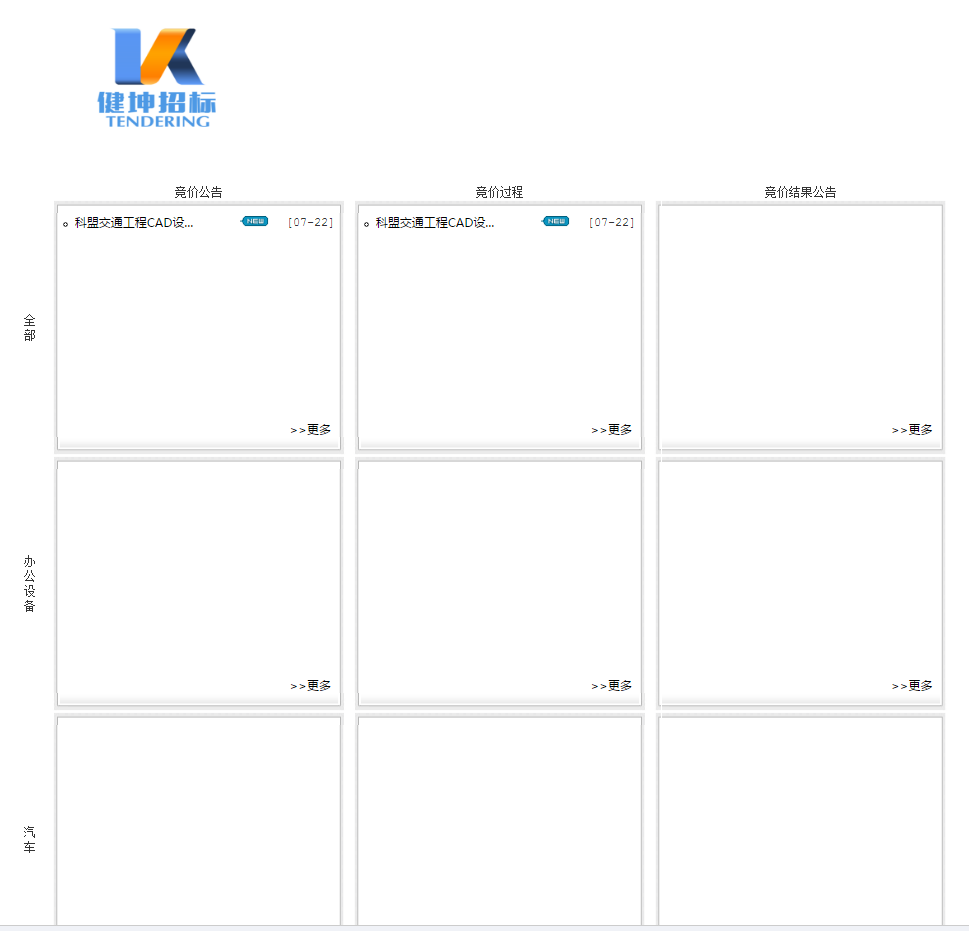 健坤招标
TENDERING
竟价公告
竟价过程
竟价结果公告
全部
科盟交通工程CAD设... NEW [07-22]
科盟交通工程CAD设... NEW [07-22]
>>更多
>>更多
>>更多
办公设备
>>更多
>>更多
>>更多
汽车